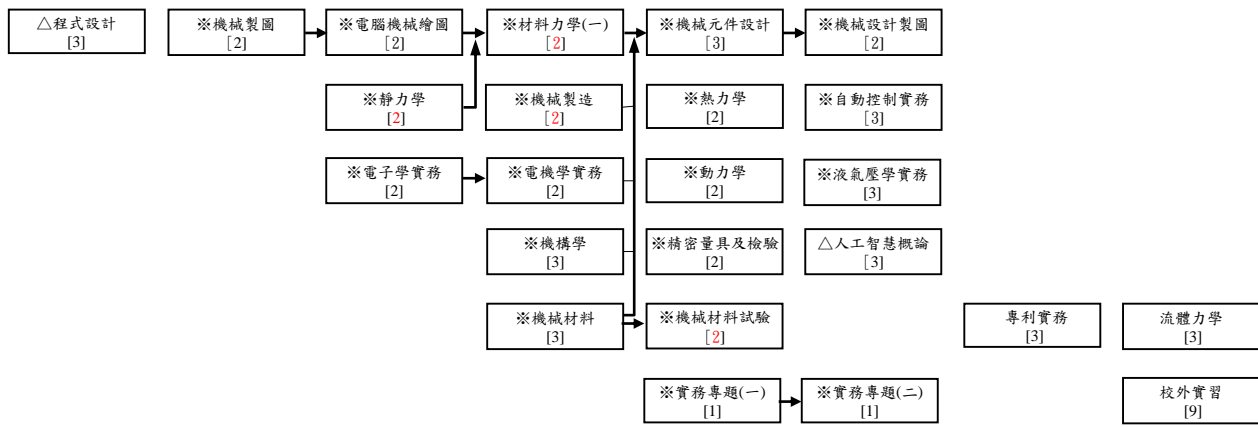 △程式設計
[3]
※機械製圖
[2]
※電腦機械繪圖
[2]
※材料力學(一)
[2]
※機械元件設計
[3]
※機械設計製圖
[2]
※靜力學
[2]
※機械製造
[2]
※熱力學
[2]
※自動控制實務
[3]
※電子學實務
[2]
※電機學實務
[2]
※動力學
[2]
※液氣壓學實務
[3]
※機構學
[3]
※精密量具及檢驗
[2]
△人工智慧概論
[3]
※機械材料
[3]
※機械材料試驗
[2]
專利實務
[3]
流體力學
[3]
※實務專題(一)
[1]
※實務專題(二)
[1]
校外實習
[9]